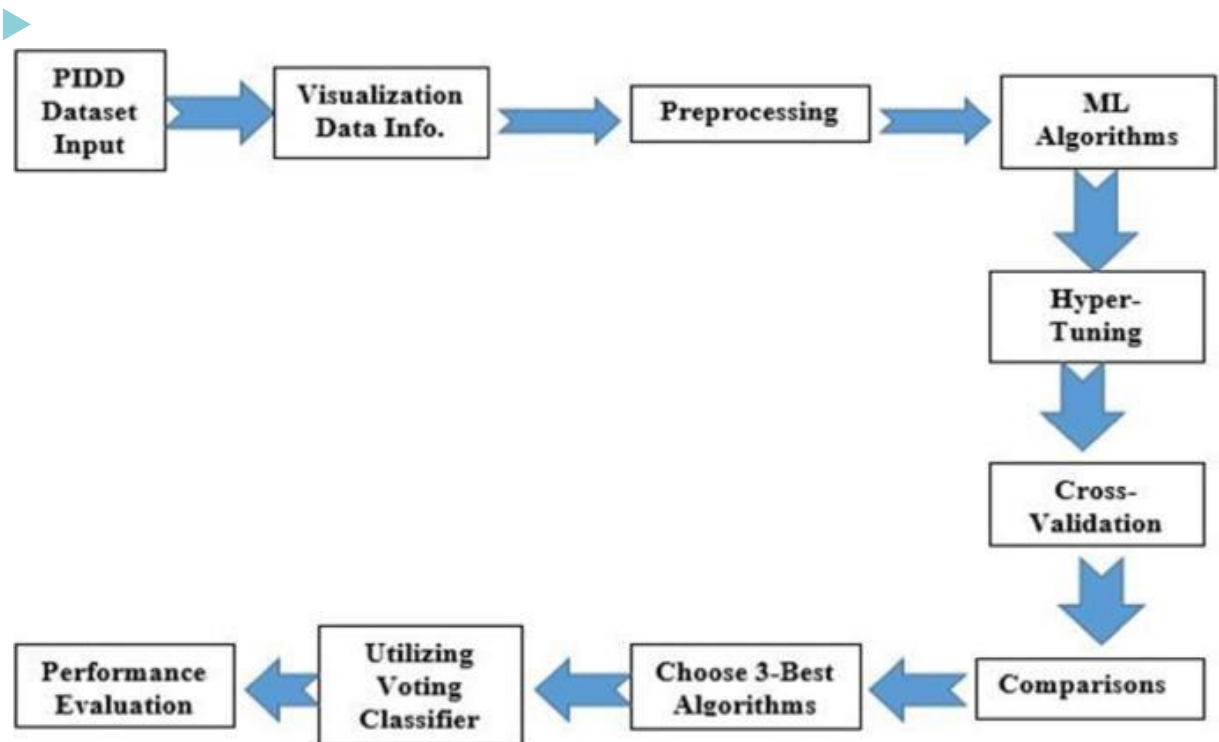 PIDD
Dataset
Input
Visualization
Data Info.
Preprocessing
ML
Algorithms
Hyper-
Tuning
Cross-
Validation
Comparisons
Choose 3-Best
Algorithms
Utilizing
Voting
Classifier
Performance
Evaluation